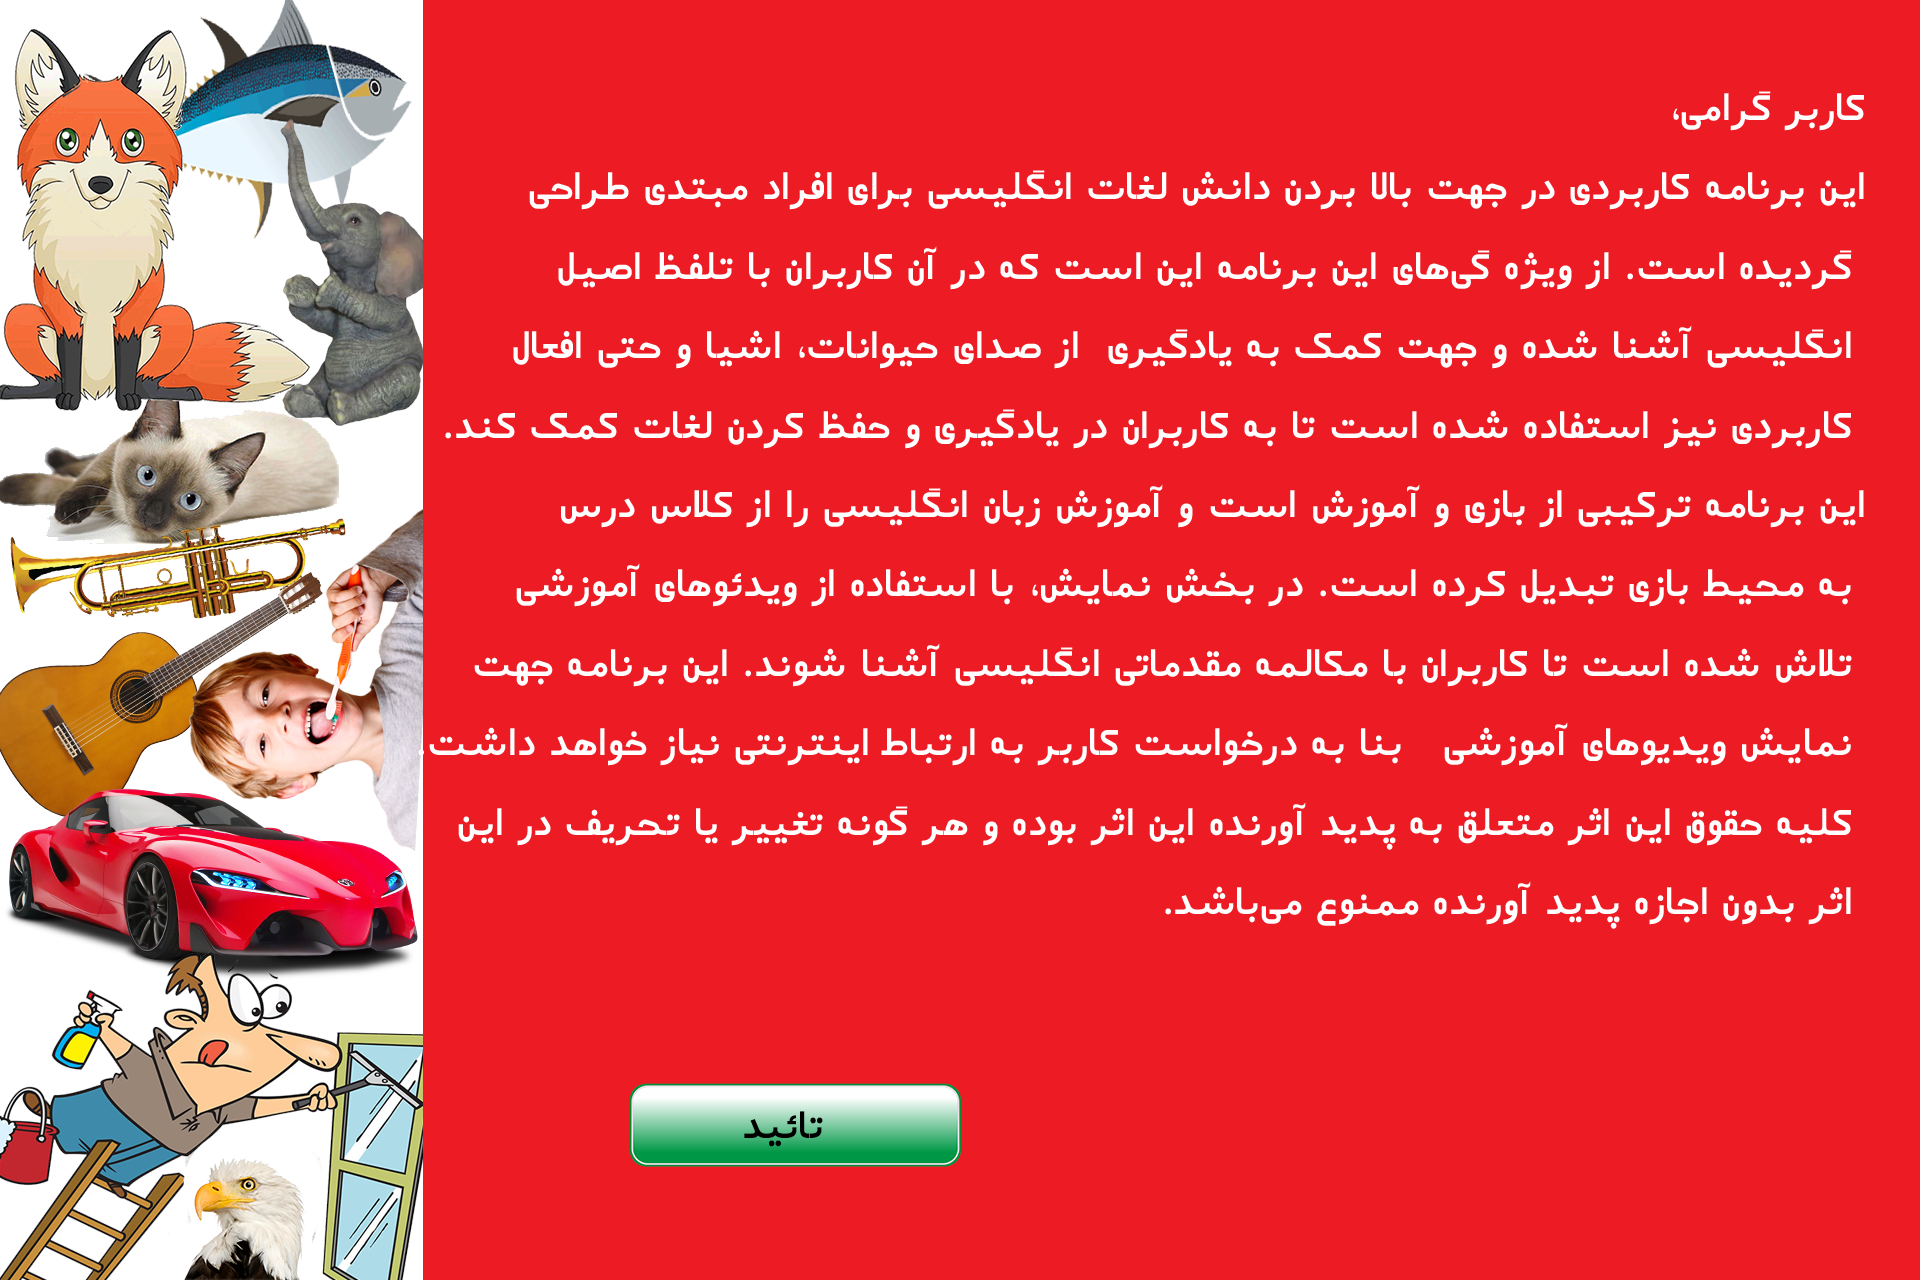 کاربر گرامی،
این برنامه کاربردی در جهت بالا بردن دانش لغات انگلیسی برای افراد مبتدی طراحی
گردیده است. از ویژه گی‌های این برنامه این است که در آن کاربران با تلفظ اصیل
انگلیسی آشنا شده و جهت کمک به یادگیری از صدای حیوانات، اشیا و حتی افعال
کاربردی نیز استفاده شده است تا به کاربران در یادگیری و حفظ کردن لغات کمک کند.
این برنامه ترکیبی از بازی و آموزش است و آموزش زبان انگلیسی را از کلاس درس
به محیط بازی تبدیل کرده است. در بخش نمایش، با استفاده از ویدئوهای آموزشی
تلاش شده است تا کاربران با مکالمه مقدماتی انگلیسی آشنا شوند. این برنامه جهت
نمایش ویدیوهای آموزشی بنا به درخواست کاربر به ارتباط اینترنتی نیاز خواهد داشت.
کلیه حقوق این اثر متعلق به پدید آورنده این اثر بوده و هر گونه تغییر یا تحریف در این
اثر بدون اجازه پدید آورنده ممنوع می‌باشد.
تائید